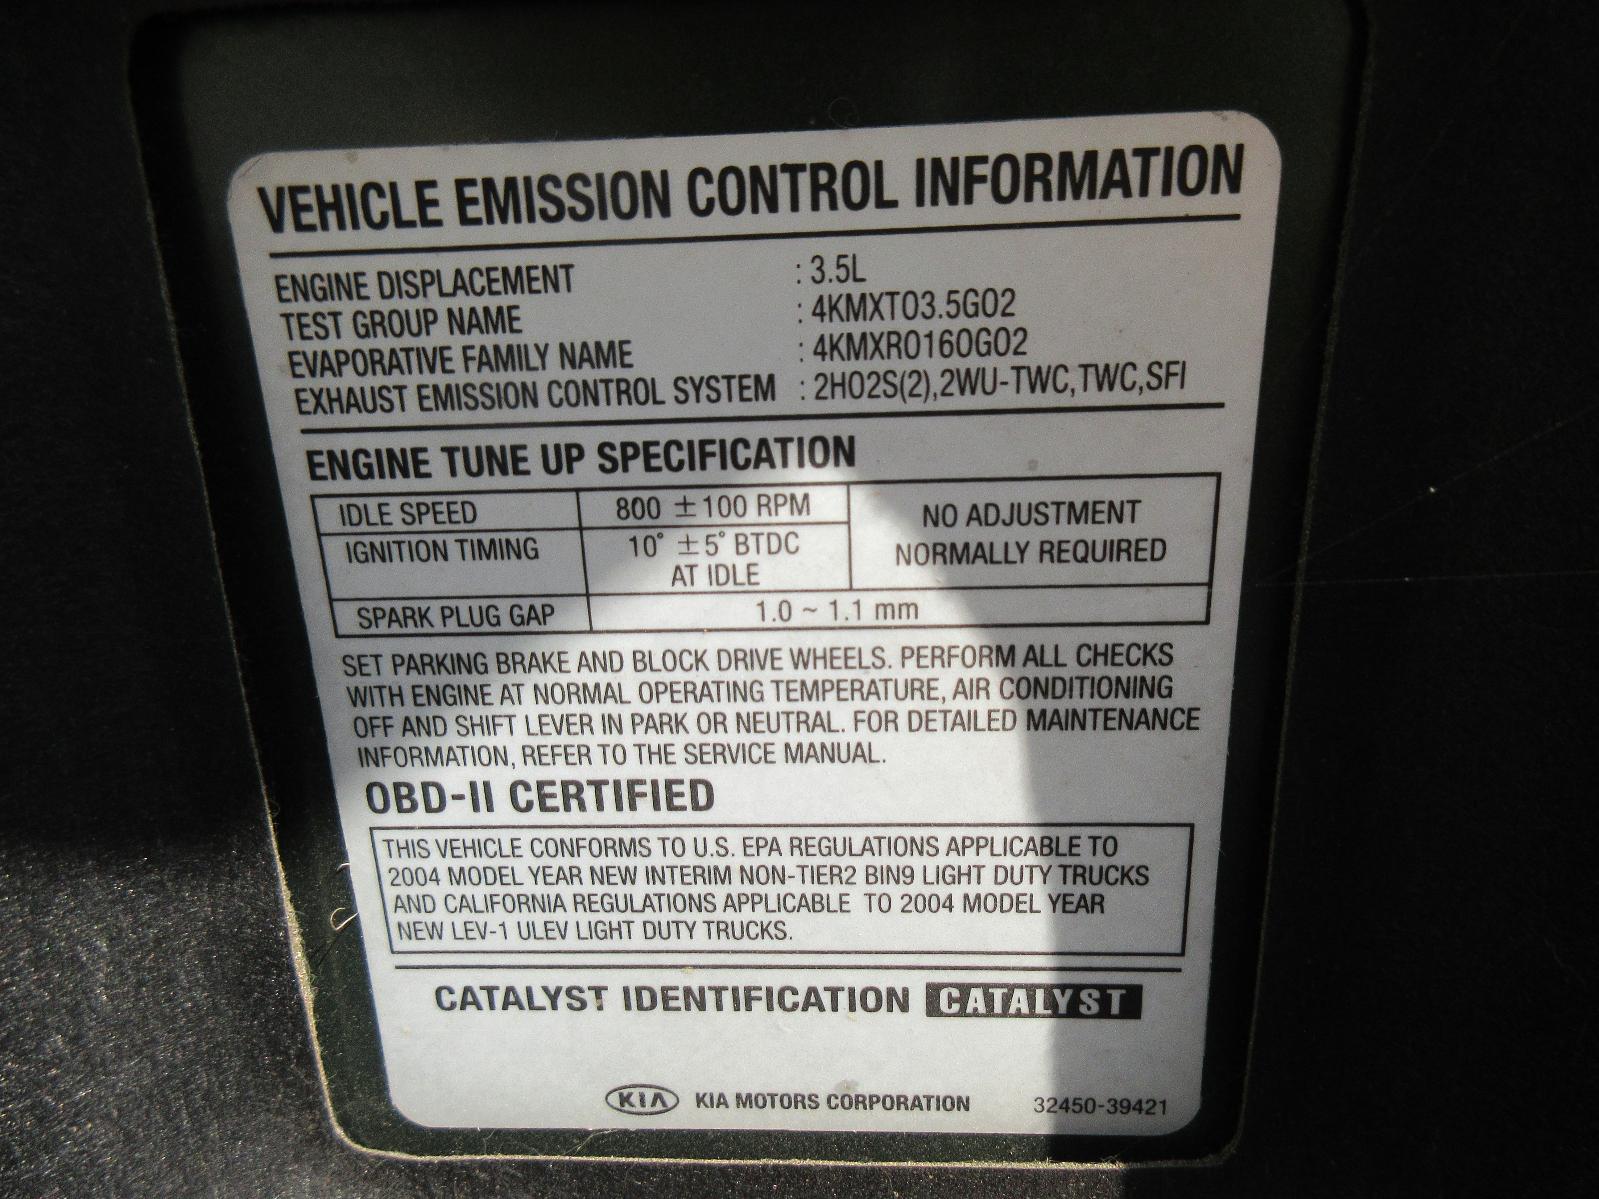 VEHICLE EMISSION CONTROL INFORMATION
ENGINE DISPLACEMENT : 3.5L
TEST GROUP NAME : 4KMXT03.5G02
EVAPORATIVE FAMILY NAME : 4KMXR0160G02
EXHAUST EMISSION CONTROL SYSTEM : 2HO2S(2),2WU-TWC,TWC,SFI
ENGINE TUNE UP SPECIFICATION
IDLE SPEED 800 ±100 RPM NO ADJUSTMENT
IGNITION TIMING 10° ±5° BTDC NORMALLY REQUIRED
AT IDLE
SPARK PLUG GAP 1.0 ~ 1.1 mm
SET PARKING BRAKE AND BLOCK DRIVE WHEELS. PERFORM ALL CHECKS
WITH ENGINE AT NORMAL OPERATING TEMPERATURE, AIR CONDITIONING
OFF AND SHIFT LEVER IN PARK OR NEUTRAL. FOR DETAILED MAINTENANCE
INFORMATION, REFER TO THE SERVICE MANUAL.
OBD-II CERTIFIED
THIS VEHICLE CONFORMS TO U.S. EPA REGULATIONS APPLICABLE TO
2004 MODEL YEAR NEW INTERIM NON-TIER2 BIN9 LIGHT DUTY TRUCKS
AND CALIFORNIA REGULATIONS APPLICABLE TO 2004 MODEL YEAR
NEW LEV-1 ULEV LIGHT DUTY TRUCKS.
CATALYST IDENTIFICATION CATALYST
KIA KIA MOTORS CORPORATION 32450-39421